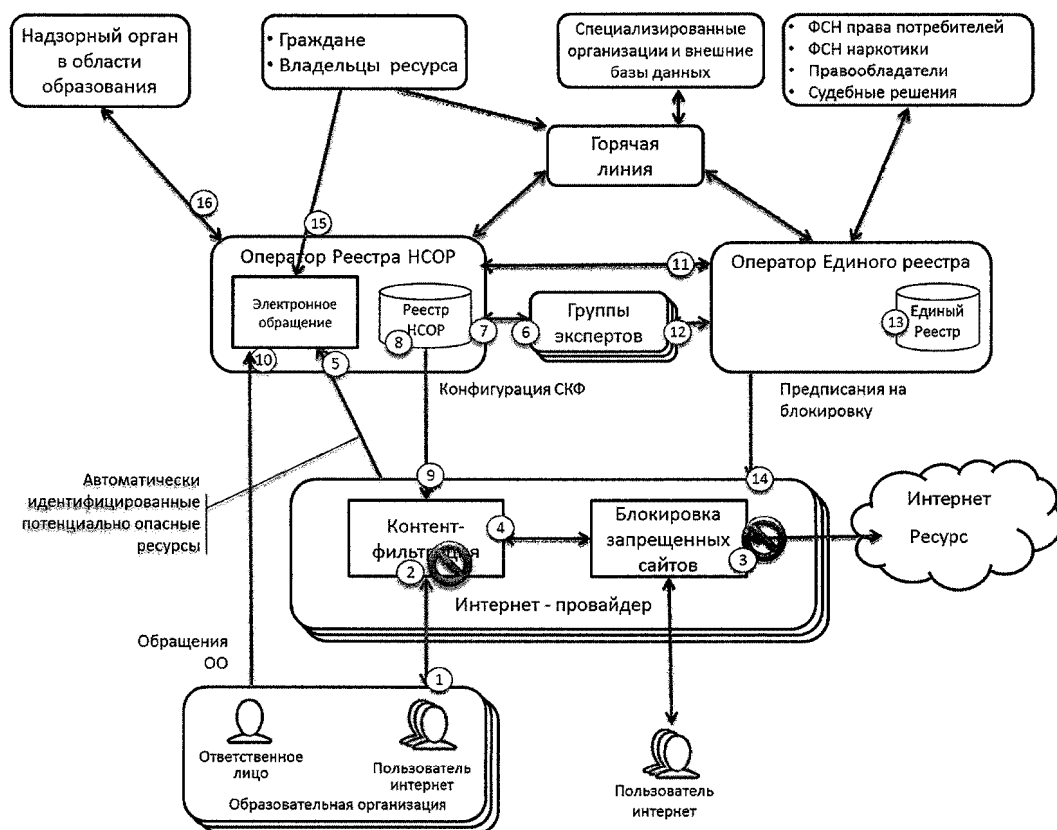 Надзорный орган
в области
образования
• Граждане
• Владельцы ресурса
Специализированные
организации и внешние
базы данных
• ФСН права потребителей
• ФСН наркотики
• Правообладатели
• Судебные решения
Горячая
линия
16
15
Оператор Реестра НСОР
11
Оператор Единого реестра
Электронное
обращение
Реестр
НСОР
8
7
6
Группы
экспертов
12
13
Единый
Реестр
10
5
Конфигурация СКФ
Предписания на
блокировку
Автоматически
идентифицированные
потенциально опасные
ресурсы
9
14
Контент-
фильтрация
2
4
Блокировка
запрещенных
сайтов
3
Интернет
Ресурс
Интернет - провайдер
Обращения
ОО
1
Ответственное
лицо
Пользователь
интернет
Образовательная организация
Пользователь
интернет